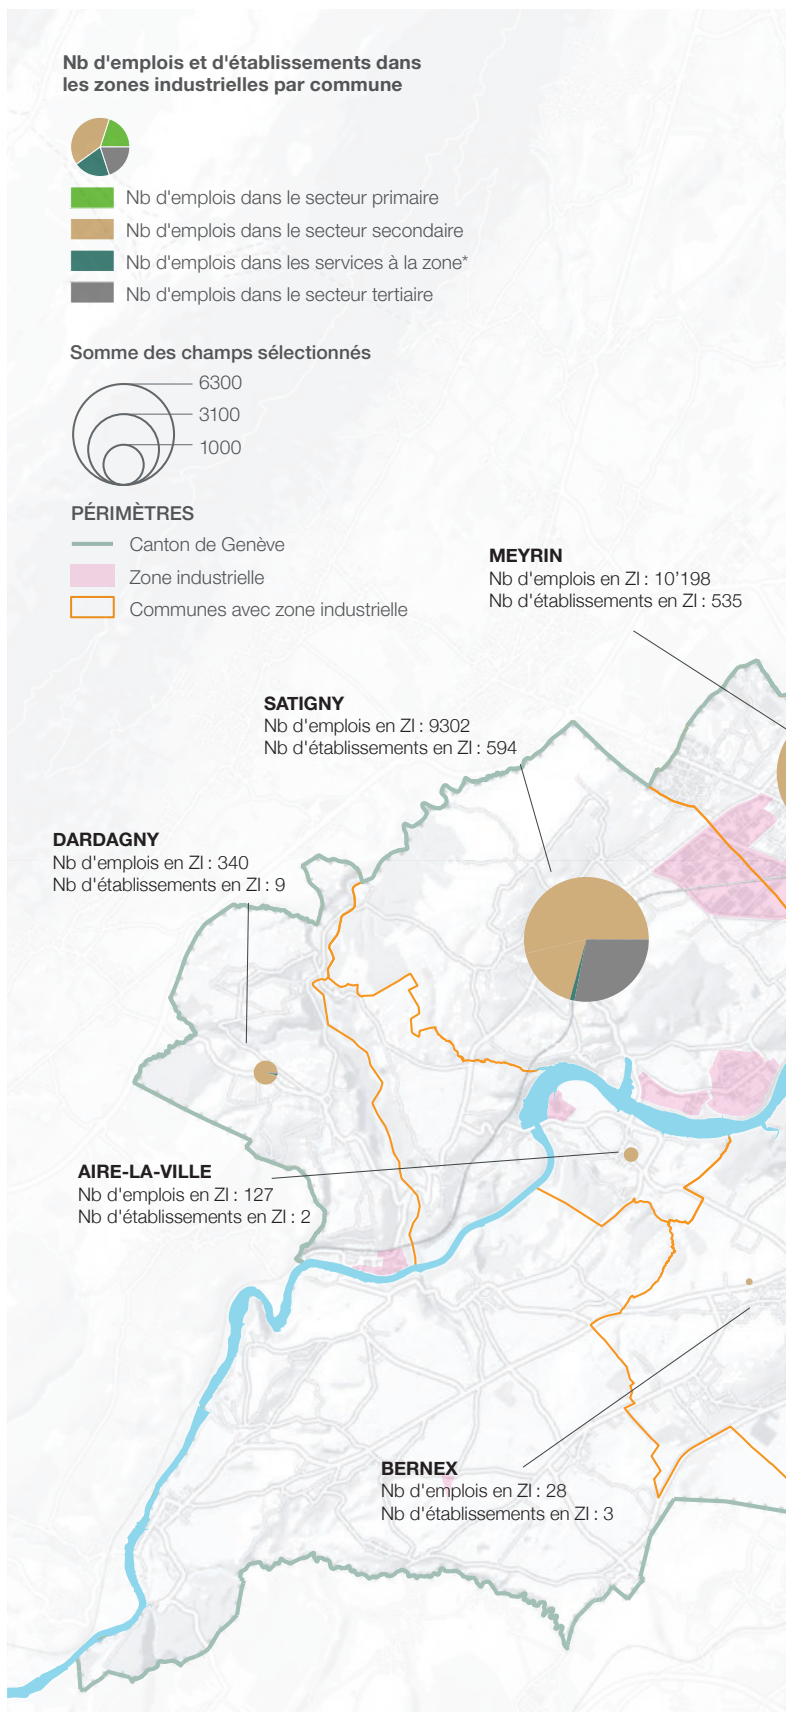 Nb d'emplois et d'établissements dans
les zones industrielles par commune
Nb d'emplois dans le secteur primaire
Nb d'emplois dans le secteur secondaire
Nb d'emplois dans les services à la zone*
Nb d'emplois dans le secteur tertiaire
Somme des champs sélectionnés
6300
3100
1000
PÉRIMÈTRES
Canton de Genève
Zone industrielle
Communes avec zone industrielle
MEYRIN
Nb d'emplois en ZI : 10'198
Nb d'établissements en ZI : 535
SATIGNY
Nb d'emplois en ZI : 9302
Nb d'établissements en ZI : 594
DARDAGNY
Nb d'emplois en ZI : 340
Nb d'établissements en ZI : 9
AIRE-LA-VILLE
Nb d'emplois en ZI : 127
Nb d'établissements en ZI : 2
BERNEX
Nb d'emplois en ZI : 28
Nb d'établissements en ZI : 3